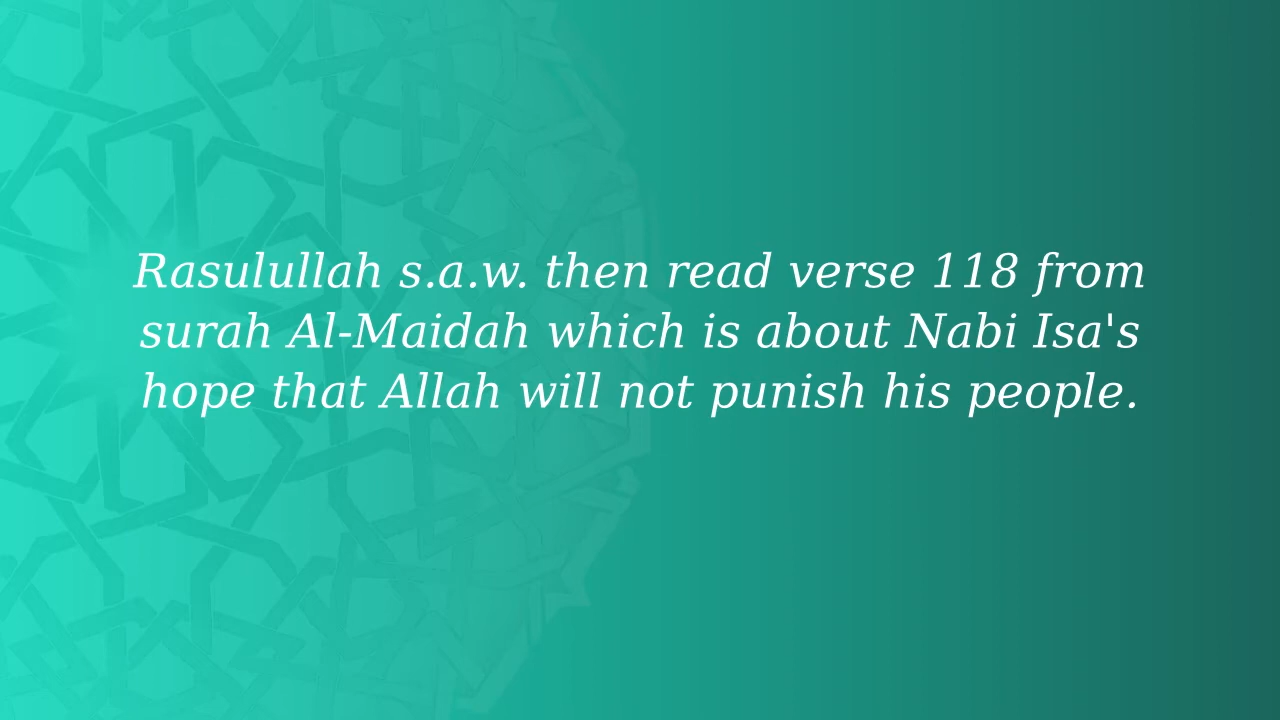 Rasulullah s.a.w. then read verse 118 from
surah Al-Maidah which is about Nabi Isa's
hope that Allah will not punish his people.